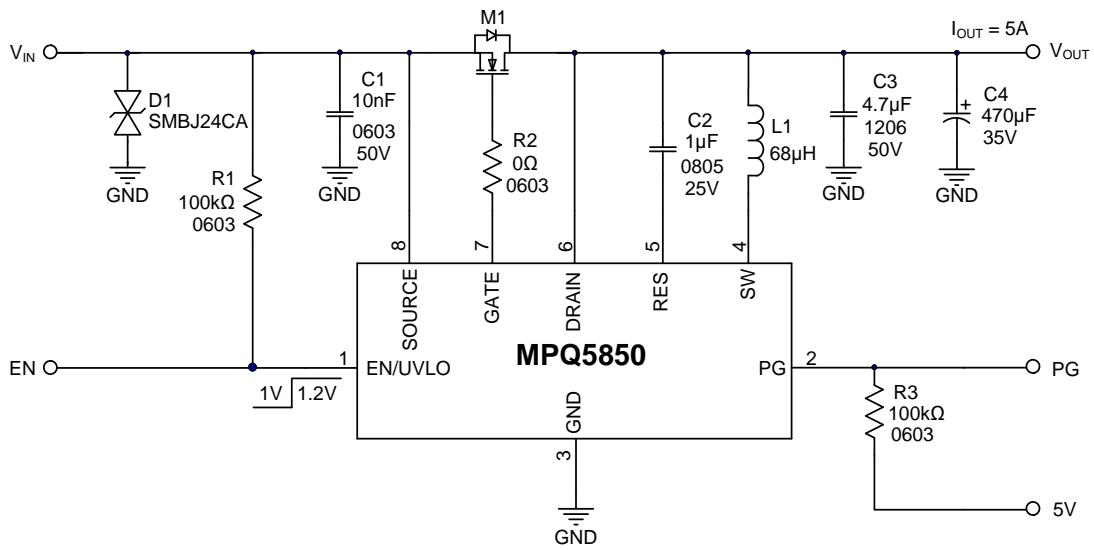 M1
I_OUT = 5A
V_IN
V_OUT
D1
SMBJ24CA
GND
R1
100kΩ
0603
C1
10nF
0603
50V
GND
R2
0Ω
0603
C2
1µF
0805
25V
L1
68µH
C3
4.7µF
1206
50V
GND
C4
470µF
35V
GND
8
7
6
5
4
SOURCE
GATE
DRAIN
RES
SW
MPQ5850
EN
1
EN/UVLO
PG
2
PG
1V
1.2V
GND
3
R3
100kΩ
0603
5V
GND
+